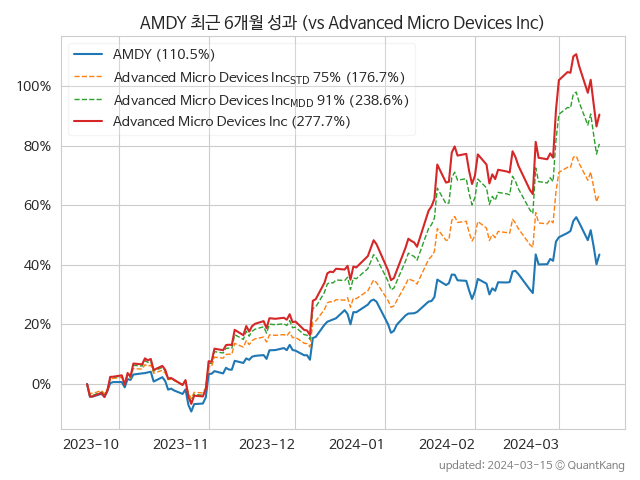 AMDY 최근 6개월 성과 (vs Advanced Micro Devices Inc)
AMDY (110.5%)
Advanced Micro Devices IncSTD 75% (176.7%)
Advanced Micro Devices IncMDD 91% (238.6%)
Advanced Micro Devices Inc (277.7%)
100%
80%
60%
40%
20%
0%
2023-10 2023-11 2023-12 2024-01 2024-02 2024-03
updated: 2024-03-15 © QuantKang